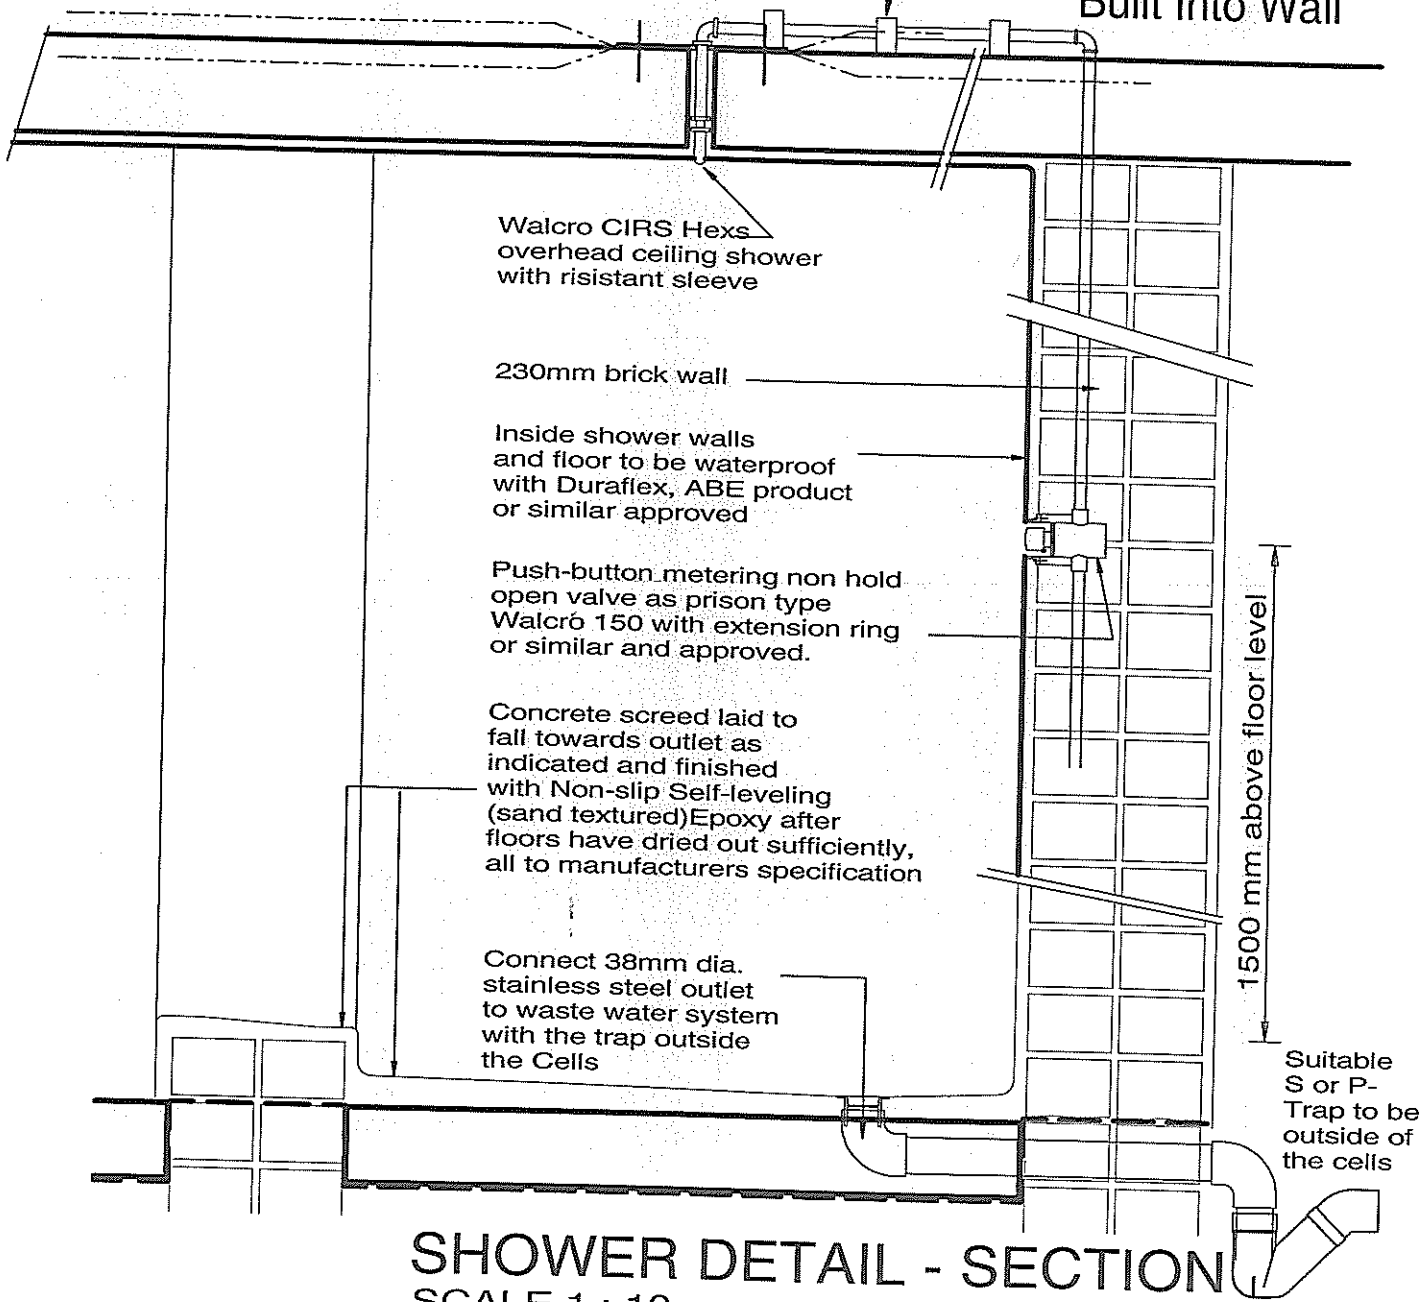 Built Into Wall
Walcro CIRS Hexs
overhead ceiling shower
with risistant sleeve
230mm brick wall
Inside shower walls
and floor to be waterproof
with Duraflex, ABE product
or similar approved
Push-button metering non hold
open valve as prison type
Walcro 150 with extension ring
or similar and approved.
Concrete screed laid to
fall towards outlet as
indicated and finished
with Non-slip Self-leveling
(sand textured)Epoxy after
floors have dried out sufficiently,
all to manufacturers specification
Connect 38mm dia.
stainless steel outlet
to waste water system
with the trap outside
the Cells
1500 mm above floor level
Suitable
S or P-
Trap to be
outside of
the cells
SHOWER DETAIL - SECTION
SCALE 1 : 10